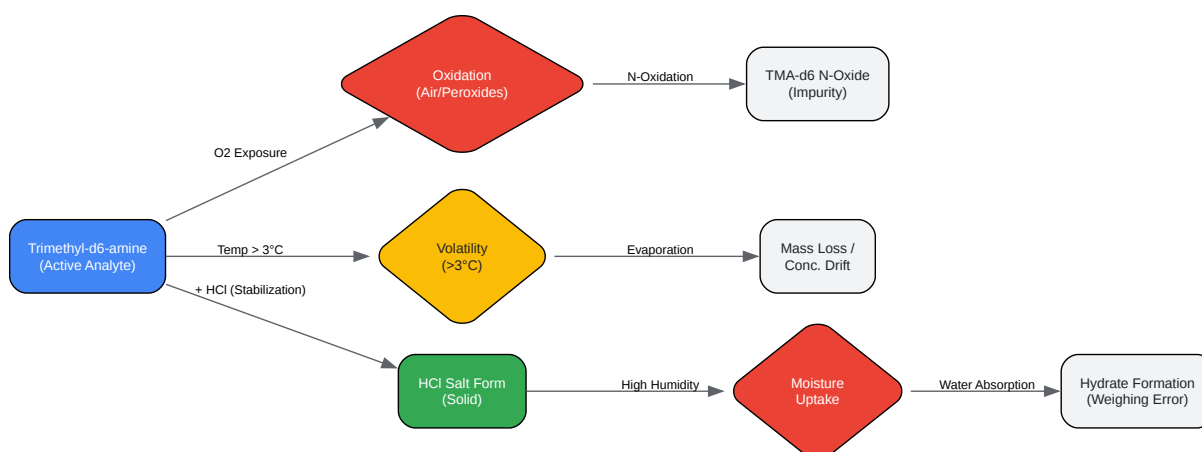 Oxidation
(Air/Peroxides)
N-Oxidation
TMA-d6 N-Oxide
(Impurity)
O2 Exposure
Trimethyl-d6-amine
(Active Analyte)
Temp > 3°C
Volatility
(>3°C)
Evaporation
Mass Loss /
Conc. Drift
+ HCl (Stabilization)
HCl Salt Form
(Solid)
High Humidity
Moisture
Uptake
Water Absorption
Hydrate Formation
(Weighing Error)